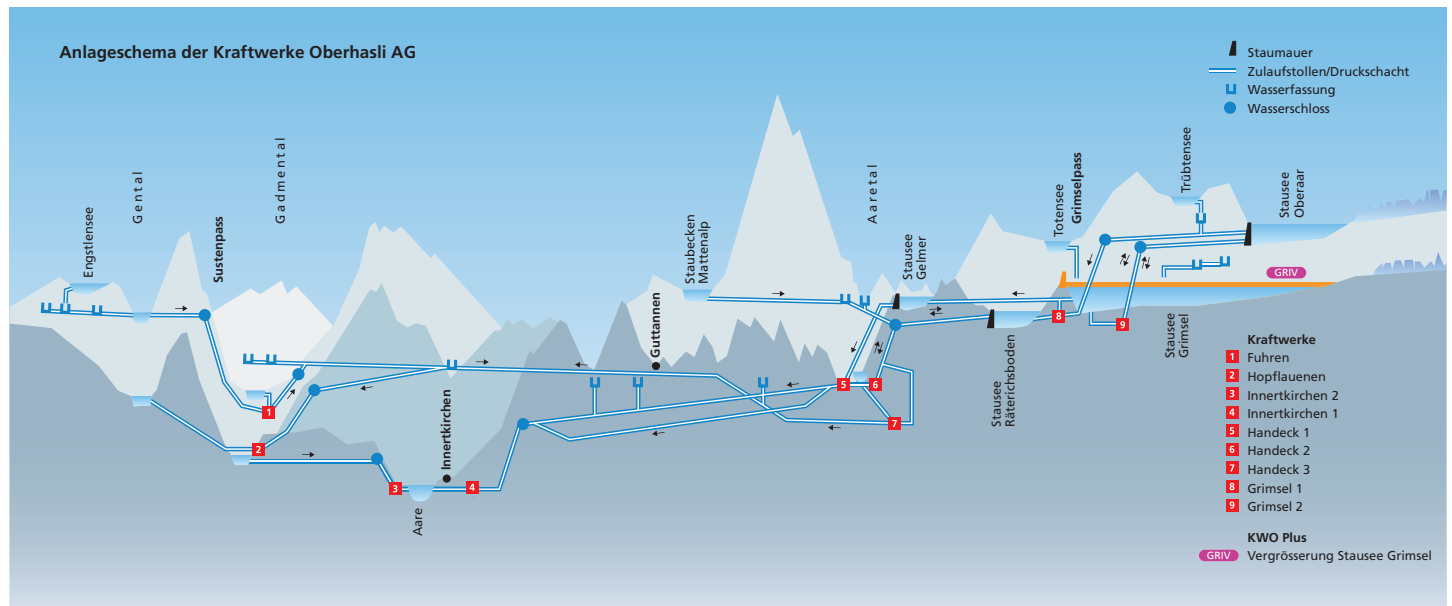 Anlageschema der Kraftwerke Oberhasli AG
Staumauer
Zulaufstollen/Druckschacht
Wasserfassung
Wasserschloss
Engstlensee
Gental
Sustenpass
Gadmental
Innertkirchen
Aare
Guttannen
Staubecken
Mattenalp
Aaretal
Stausee
Gelmer
Stausee
Räterichsboden
Totensee
Grimselpass
Trübtensee
Stausee
Grimsel
Stausee
Oberaar
GRIV
1
2
3
4
5
6
7
8
9
Kraftwerke
1 Fuhren
2 Hopflauenen
3 Innertkirchen 2
4 Innertkirchen 1
5 Handeck 1
6 Handeck 2
7 Handeck 3
8 Grimsel 1
9 Grimsel 2
KWO Plus
GRIV Vergrösserung Stausee Grimsel